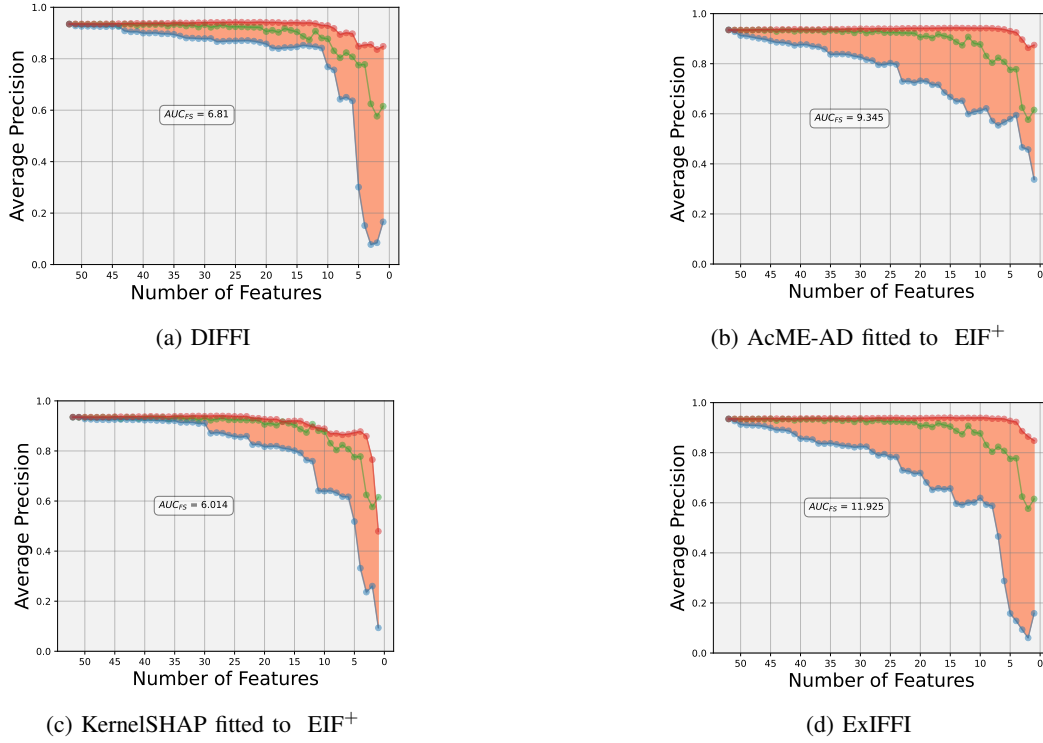 1.0
0.8
0.6
0.4
0.2
0.0
Average Precision
AUC_FS = 6.81
50 45 40 35 30 25 20 15 10 5 0
Number of Features
(a) DIFFI
1.0
0.8
0.6
0.4
0.2
0.0
Average Precision
AUC_FS = 9.345
50 45 40 35 30 25 20 15 10 5 0
Number of Features
(b) AcME-AD fitted to EIF+
1.0
0.8
0.6
0.4
0.2
0.0
Average Precision
AUC_FS = 6.014
50 45 40 35 30 25 20 15 10 5 0
Number of Features
(c) KernelSHAP fitted to EIF+
1.0
0.8
0.6
0.4
0.2
0.0
Average Precision
AUC_FS = 11.925
50 45 40 35 30 25 20 15 10 5 0
Number of Features
(d) ExIFFI